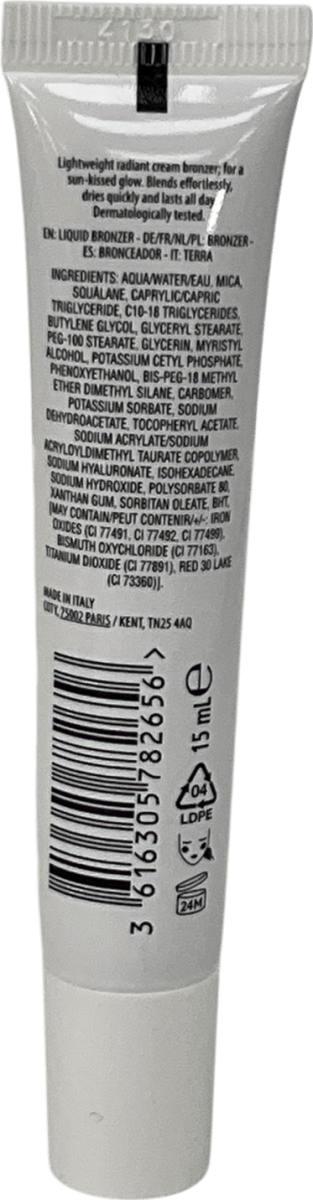 4130
Lightweight radiant cream bronzer, for a
sun-kissed glow. Blends effortlessly,
dries quickly and lasts all day.
Dermatologically tested.
EN: LIQUID BRONZER - DE/FR/NL/PL: BRONZER -
ES: BRONCEADOR - IT: TERRA
INGREDIENTS: AQUA/WATER/EAU, MICA,
SQUALANE, CAPRYLIC/CAPRIC
TRIGLYCERIDE, C10-18 TRIGLYCERIDES,
BUTYLENE GLYCOL, GLYCERYL STEARATE,
PEG-100 STEARATE, GLYCERIN, MYRISTYL
ALCOHOL, POTASSIUM CETYL PHOSPHATE,
PHENOXYETHANOL, BIS-PEG-18 METHYL
ETHER DIMETHYL SILANE, CARBOMER,
POTASSIUM SORBATE, SODIUM
DEHYDROACETATE, TOCOPHERYL ACETATE,
SODIUM ACRYLATE/SODIUM
ACRYLOYLDIMETHYL TAURATE COPOLYMER,
SODIUM HYALURONATE, ISOHEXADECANE,
SODIUM HYDROXIDE, POLYSORBATE 80,
XANTHAN GUM, SORBITAN OLEATE, BHT,
[MAY CONTAIN/PEUT CONTENIR/+/-: IRON
OXIDES (CI 77491, CI 77492, CI 77499),
BISMUTH OXYCHLORIDE (CI 77163),
TITANIUM DIOXIDE (CI 77891), RED 30 LAKE
(CI 73360)].
MADE IN ITALY
COTY, 75002 PARIS / KENT, TN25 4AQ
3 616305 782656 >
15 mL e
04
LDPE
24M